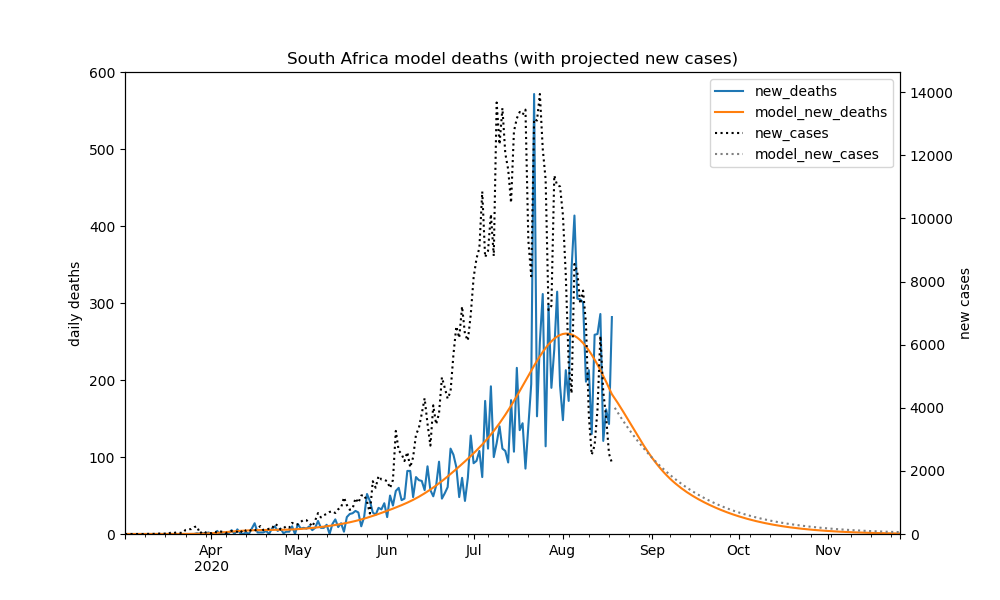 South Africa model deaths (with projected new cases)
new_deaths
model_new_deaths
new_cases
model_new_cases
daily deaths
600
500
400
300
200
100
0
new cases
14000
12000
10000
8000
6000
4000
2000
0
Apr
2020
May
Jun
Jul
Aug
Sep
Oct
Nov